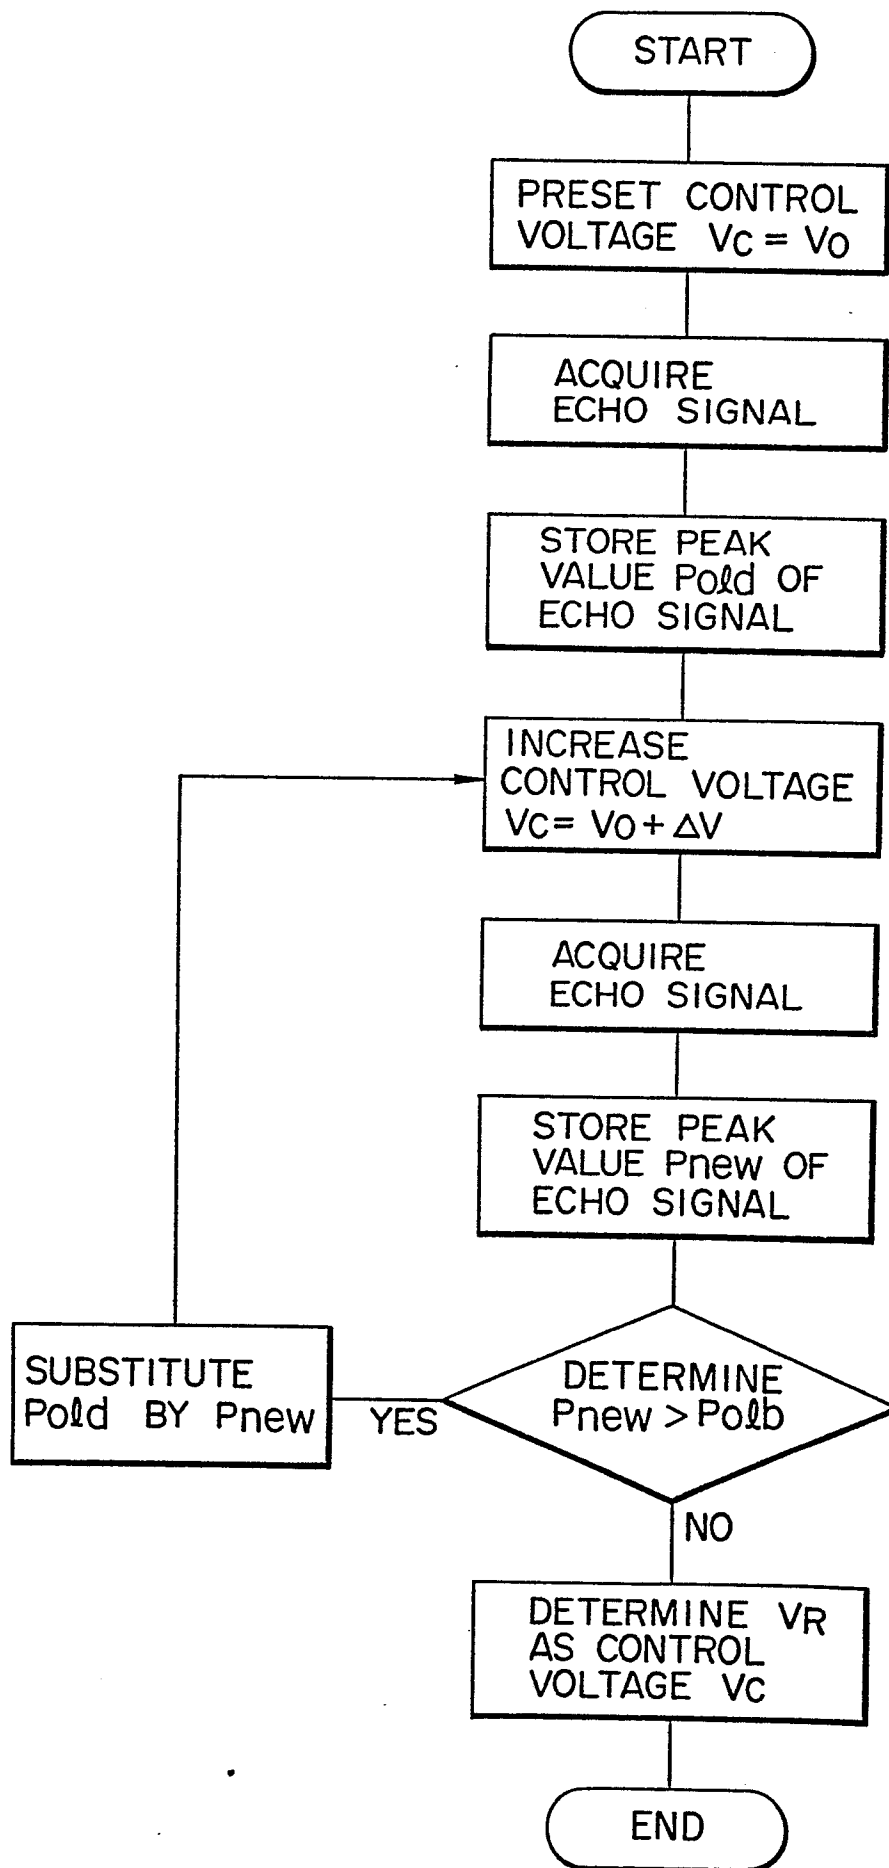 START
PRESET CONTROL
VOLTAGE VC = VO
ACQUIRE
ECHO SIGNAL
STORE PEAK
VALUE Pold OF
ECHO SIGNAL
INCREASE
CONTROL VOLTAGE
VC = VO + ΔV
ACQUIRE
ECHO SIGNAL
STORE PEAK
VALUE Pnew OF
ECHO SIGNAL
SUBSTITUTE
Pold BY Pnew
YES
DETERMINE
Pnew > Polb
NO
DETERMINE VR
AS CONTROL
VOLTAGE VC
END